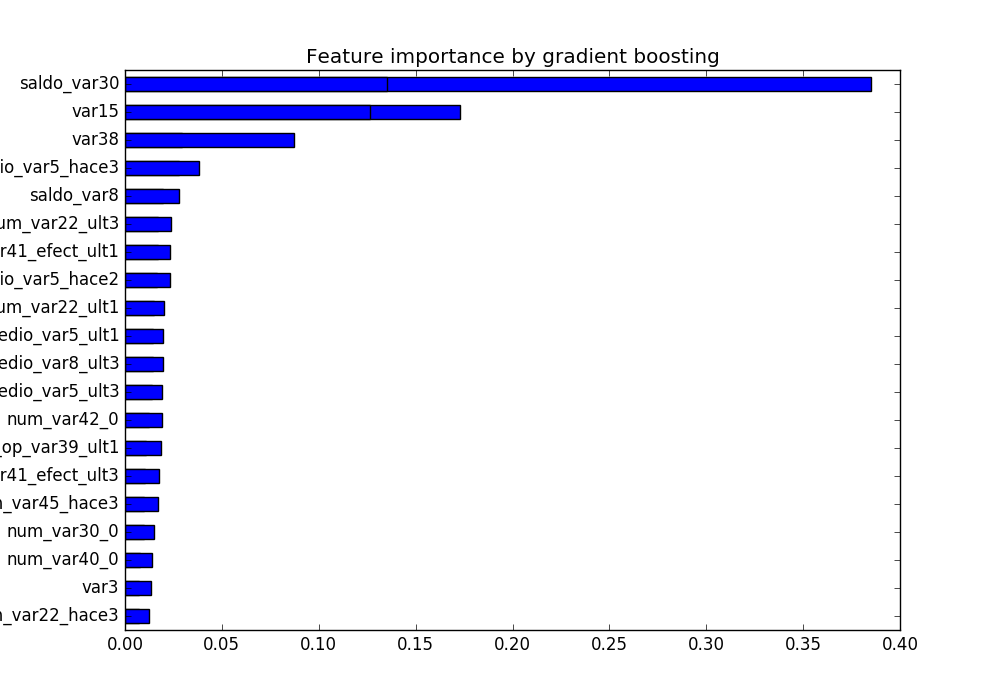 Feature importance by gradient boosting
saldo_var30
var15
var38
io_var5_hace3
saldo_var8
um_var22_ult3
r41_efect_ult1
io_var5_hace2
um_var22_ult1
edio_var5_ult1
edio_var8_ult3
edio_var5_ult3
num_var42_0
_op_var39_ult1
r41_efect_ult3
_var45_hace3
num_var30_0
num_var40_0
var3
_var22_hace3
0.00 0.05 0.10 0.15 0.20 0.25 0.30 0.35 0.40